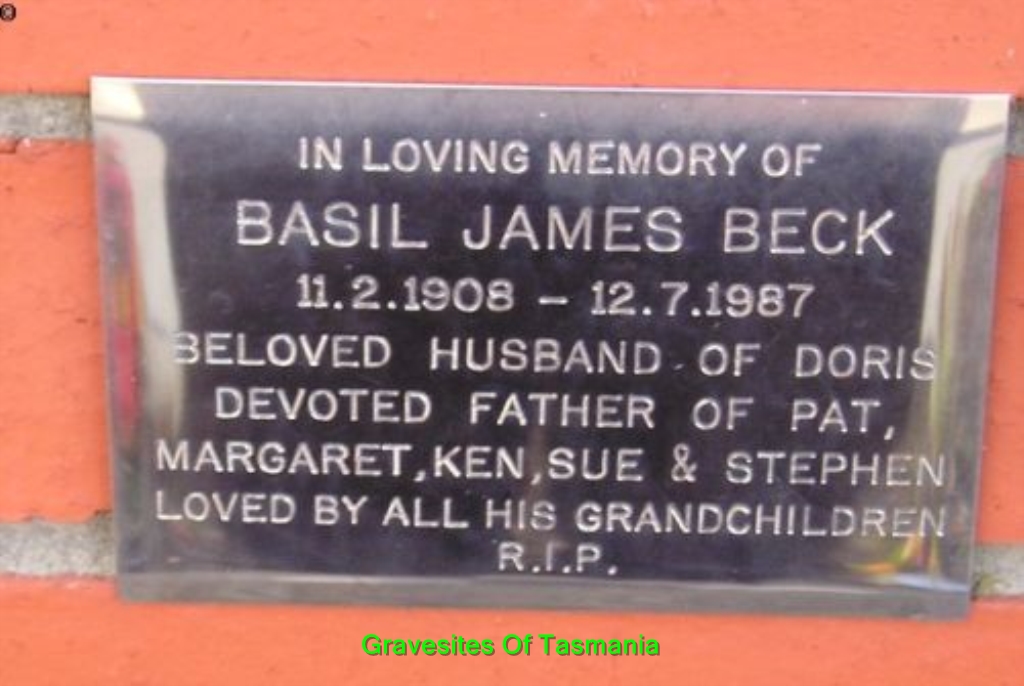 IN LOVING MEMORY OF
BASIL JAMES BECK
11.2.1908 – 12.7.1987
BELOVED HUSBAND OF DORIS
DEVOTED FATHER OF PAT,
MARGARET, KEN, SUE & STEPHEN
LOVED BY ALL HIS GRANDCHILDREN
R.I.P.
Gravesites Of Tasmania